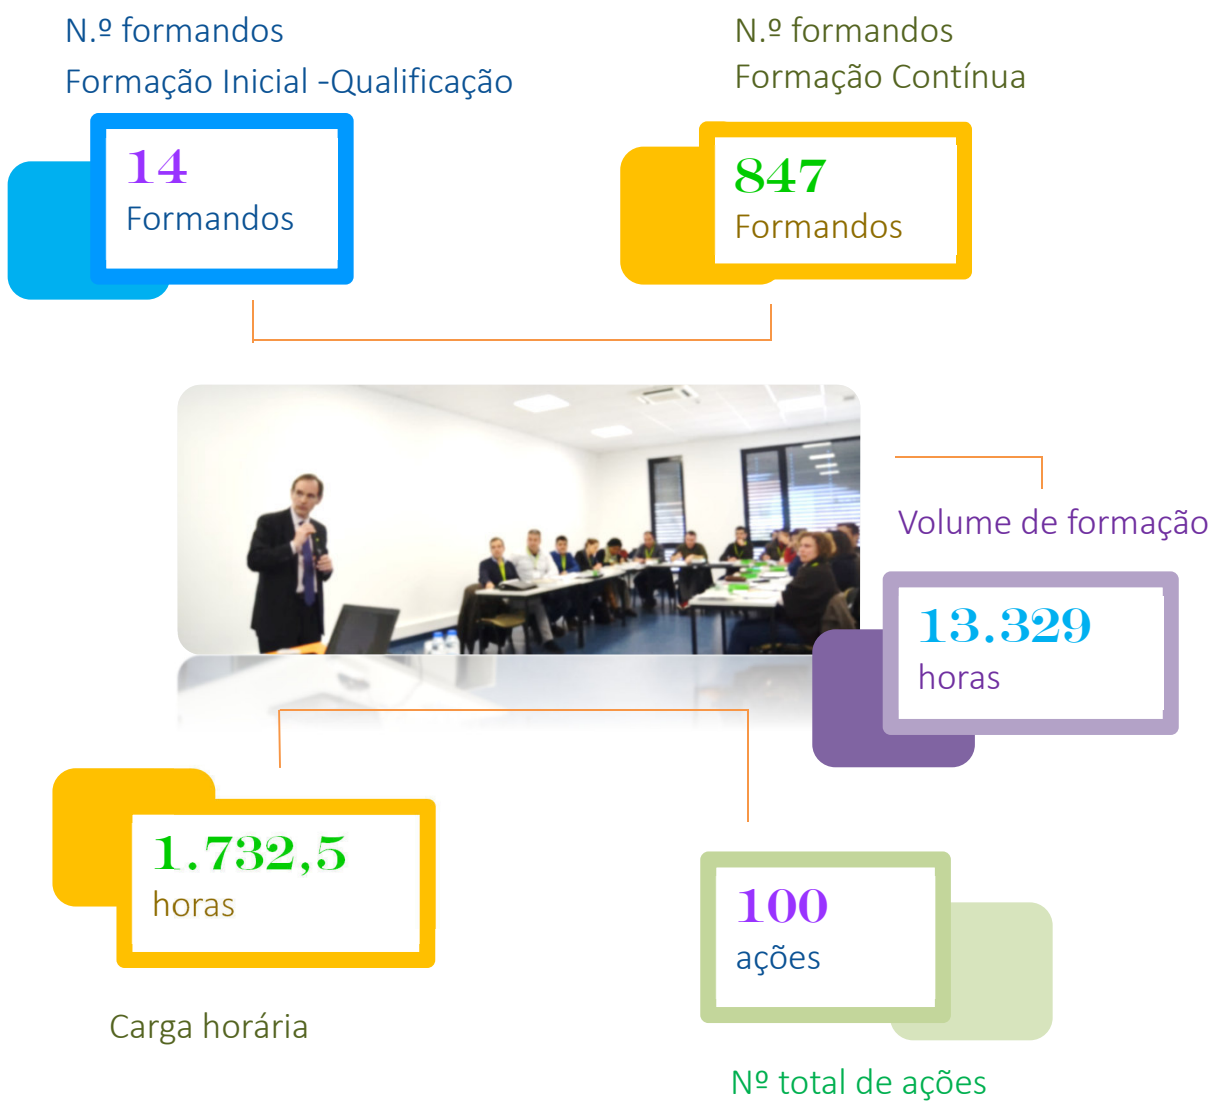 N.º formandos
Formação Inicial -Qualificação
14
Formandos
N.º formandos
Formação Contínua
847
Formandos
Volume de formação
13.329
horas
1.732,5
horas
Carga horária
100
ações
Nº total de ações